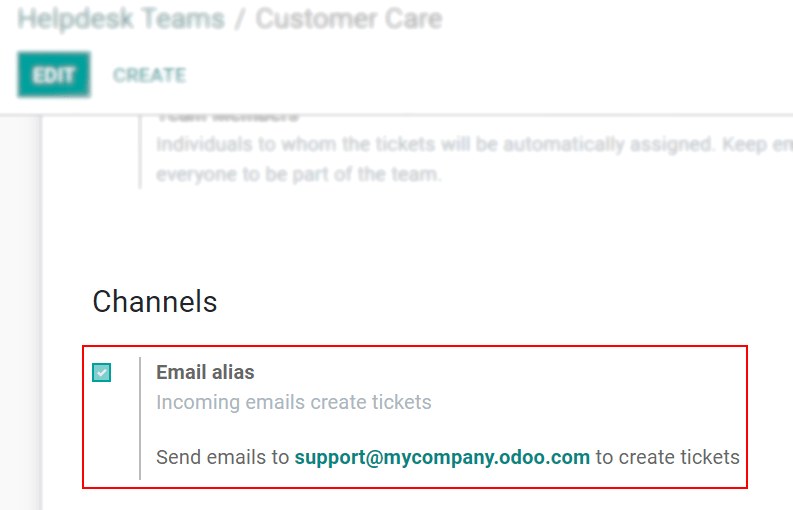 Helpdesk Teams / Customer Care
EDIT CREATE
Team Members
Individuals to whom the tickets will be automatically assigned. Keep
everyone to be part of the team.
Channels
Email alias
Incoming emails create tickets
Send emails to support@mycompany.odoo.com to create tickets